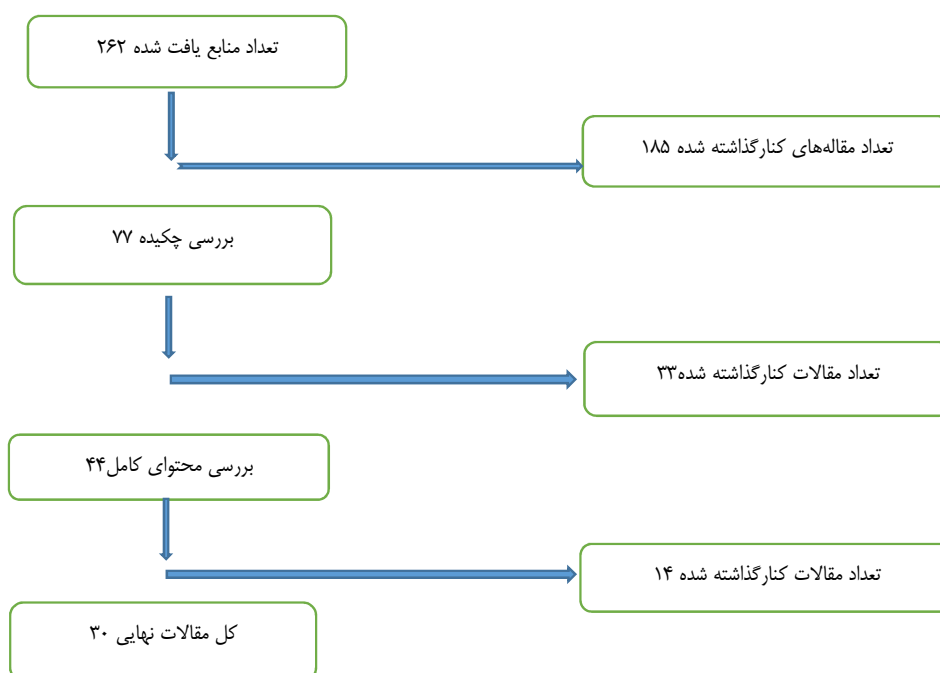 تعداد منابع یافت شده ۲۶۲
تعداد مقاله‌های کنارگذاشته شده ۱۸۵
بررسی چکیده ۷۷
تعداد مقالات کنارگذاشته شده۳۳
بررسی محتوای کامل۴۴
تعداد مقالات کنارگذاشته شده ۱۴
کل مقالات نهایی ۳۰